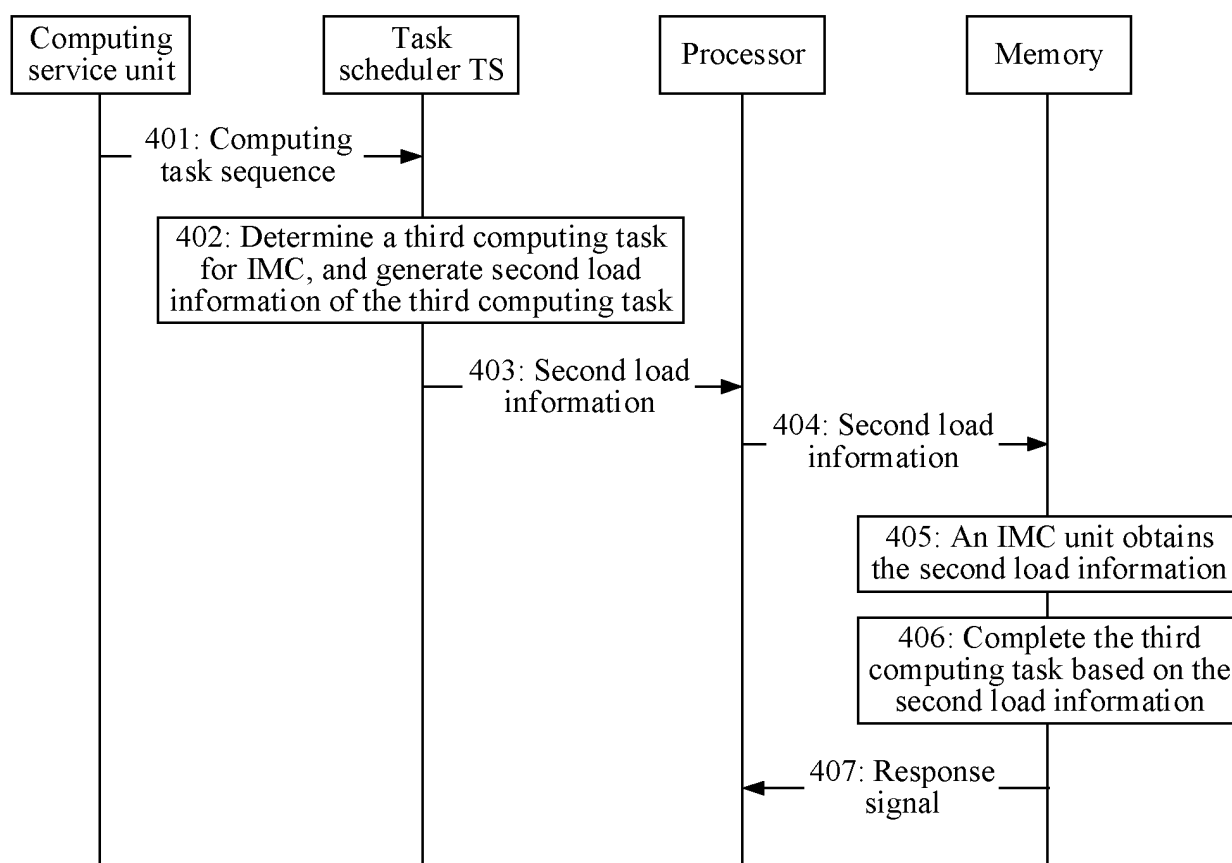 Computing
service unit
Task
scheduler TS
Processor
Memory
401: Computing
task sequence
402: Determine a third computing task
for IMC, and generate second load
information of the third computing task
403: Second load
information
404: Second load
information
405: An IMC unit obtains
the second load information
406: Complete the third
computing task based on the
second load information
407: Response
signal